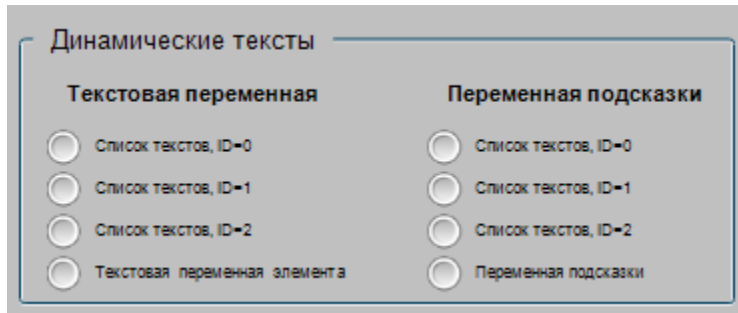 Динамические тексты
Текстовая переменная
Список текстов, ID=0
Список текстов, ID=1
Список текстов, ID=2
Текстовая переменная элемента
Переменная подсказки
Список текстов, ID=0
Список текстов, ID=1
Список текстов, ID=2
Переменная подсказки